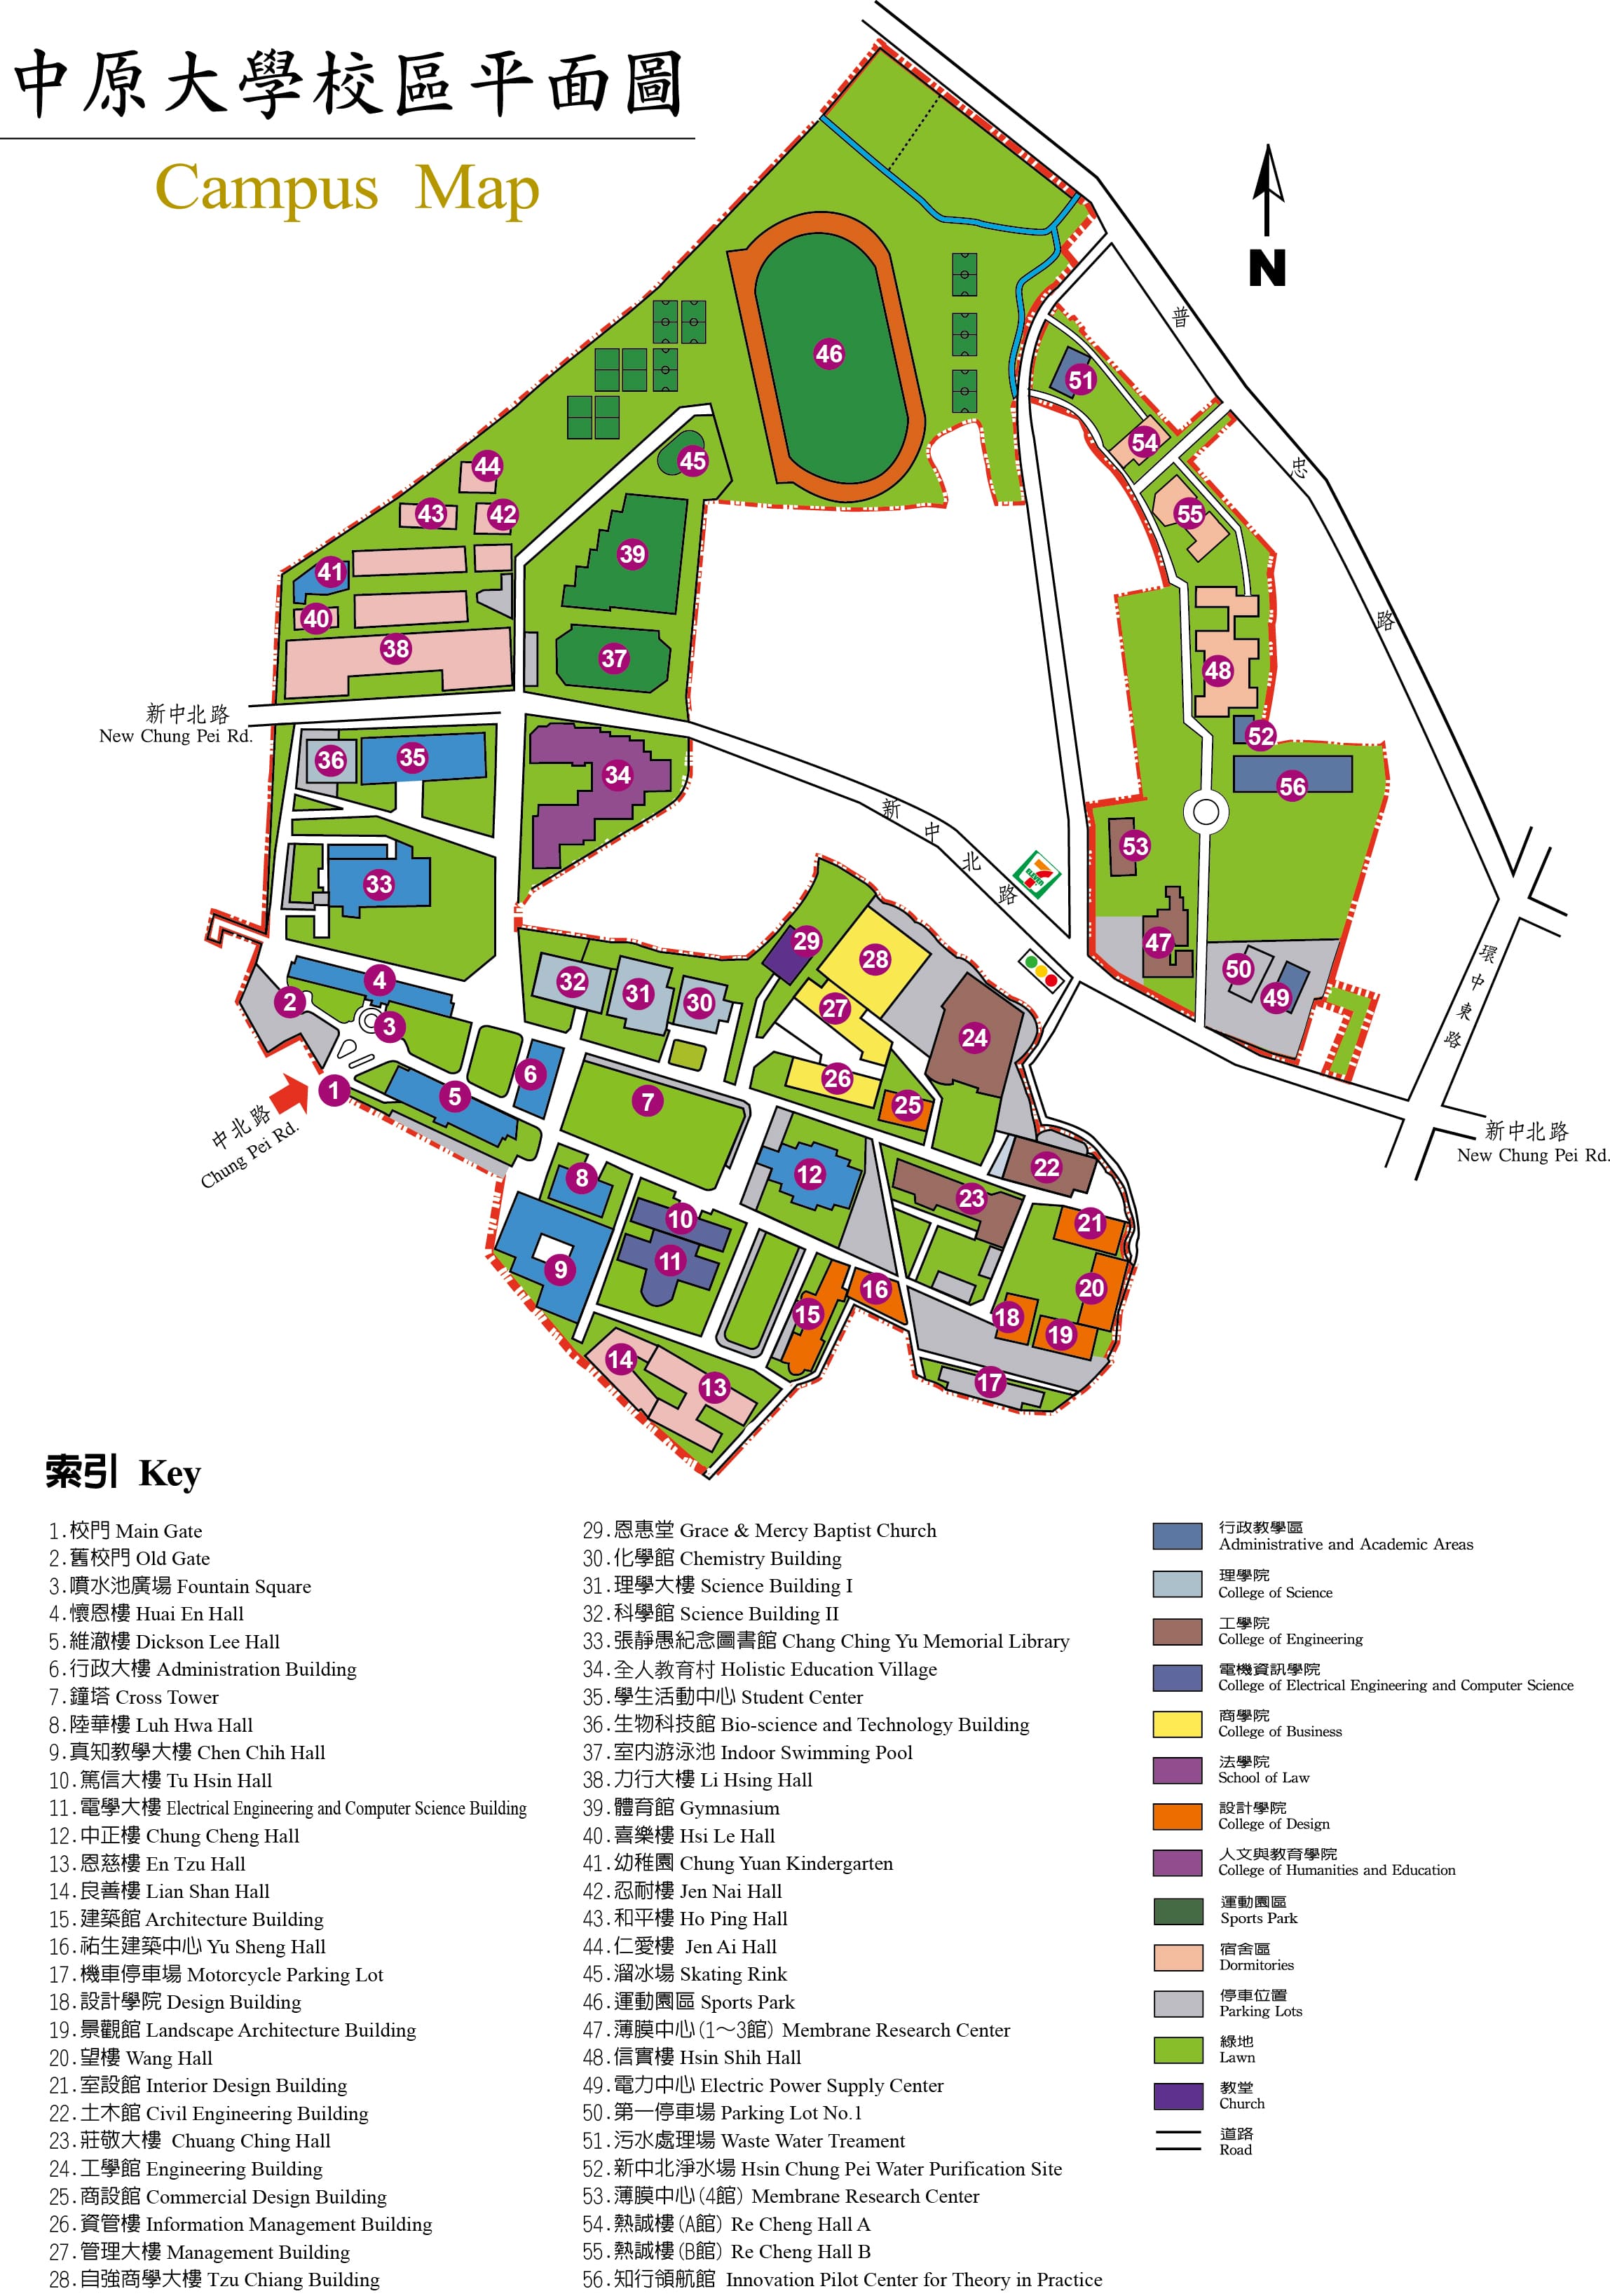 中原大學校區平面圖
Campus Map
N
普
忠
路
46
51
54
45
44
43
42
55
39
41
40
38
37
48
新中北路
New Chung Pei Rd.
52
36
35
34
56
新
中
北
路
7
ELEVEN
53
33
47
50
49
環
中
東
路
29
28
4
2
3
32
31
30
27
24
26
25
1
5
6
7
中北路
Chung Pei Rd.
新中北路
New Chung Pei Rd.
22
12
8
23
10
21
11
9
20
16
15
18
19
14
13
17
索引 Key
1.校門 Main Gate
2.舊校門 Old Gate
3.噴水池廣場 Fountain Square
4.懷恩樓 Huai En Hall
5.維澈樓 Dickson Lee Hall
6.行政大樓 Administration Building
7.鐘塔 Cross Tower
8.陸華樓 Luh Hwa Hall
9.真知教學大樓 Chen Chih Hall
10.篤信大樓 Tu Hsin Hall
11.電學大樓 Electrical Engineering and Computer Science Building
12.中正樓 Chung Cheng Hall
13.恩慈樓 En Tzu Hall
14.良善樓 Lian Shan Hall
15.建築館 Architecture Building
16.祐生建築中心 Yu Sheng Hall
17.機車停車場 Motorcycle Parking Lot
18.設計學院 Design Building
19.景觀館 Landscape Architecture Building
20.望樓 Wang Hall
21.室設館 Interior Design Building
22.土木館 Civil Engineering Building
23.莊敬大樓 Chuang Ching Hall
24.工學館 Engineering Building
25.商設館 Commercial Design Building
26.資管樓 Information Management Building
27.管理大樓 Management Building
28.自強商學大樓 Tzu Chiang Building
29.恩惠堂 Grace & Mercy Baptist Church
30.化學館 Chemistry Building
31.理學大樓 Science Building I
32.科學館 Science Building II
33.張靜愚紀念圖書館 Chang Ching Yu Memorial Library
34.全人教育村 Holistic Education Village
35.學生活動中心 Student Center
36.生物科技館 Bio-science and Technology Building
37.室內游泳池 Indoor Swimming Pool
38.力行大樓 Li Hsing Hall
39.體育館 Gymnasium
40.喜樂樓 Hsi Le Hall
41.幼稚園 Chung Yuan Kindergarten
42.忍耐樓 Jen Nai Hall
43.和平樓 Ho Ping Hall
44.仁愛樓 Jen Ai Hall
45.溜冰場 Skating Rink
46.運動園區 Sports Park
47.薄膜中心(1～3館) Membrane Research Center
48.信實樓 Hsin Shih Hall
49.電力中心 Electric Power Supply Center
50.第一停車場 Parking Lot No.1
51.污水處理場 Waste Water Treament
52.新中北淨水場 Hsin Chung Pei Water Purification Site
53.薄膜中心(4館) Membrane Research Center
54.熱誠樓(A館) Re Cheng Hall A
55.熱誠樓(B館) Re Cheng Hall B
56.知行領航館 Innovation Pilot Center for Theory in Practice
行政教學區
Administrative and Academic Areas
理學院
College of Science
工學院
College of Engineering
電機資訊學院
College of Electrical Engineering and Computer Science
商學院
College of Business
法學院
School of Law
設計學院
College of Design
人文與教育學院
College of Humanities and Education
運動園區
Sports Park
宿舍區
Dormitories
停車位置
Parking Lots
綠地
Lawn
教堂
Church
道路
Road